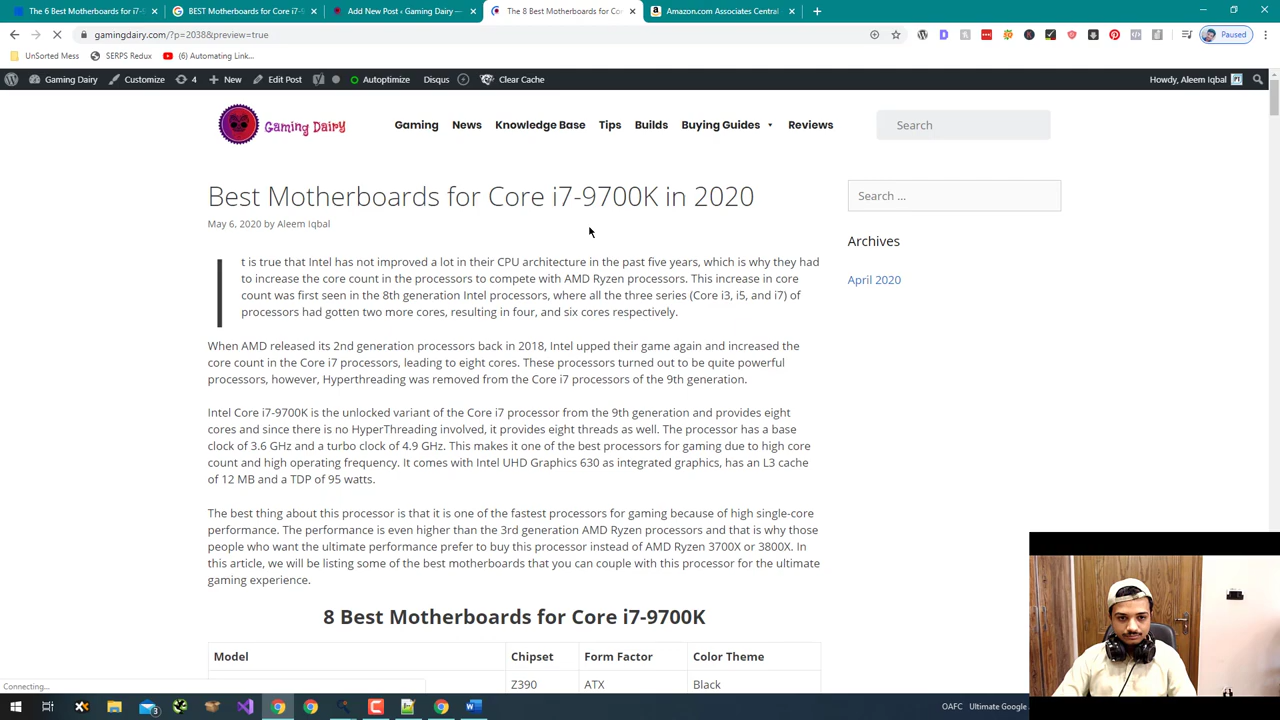 The 6 Best Motherboards for i7-9
BEST Motherboards for Core i7-9
Add New Post ‹ Gaming Dairy —
The 8 Best Motherboards for Co
Amazon.com Associates Central
gamingdairy.com/?p=2038&preview=true
Paused
UnSorted Mess
SERPS Redux
(6) Automating Link...
Gaming Dairy
Customize
4
New
Edit Post
Autoptimize
Disqus
Clear Cache
Howdy, Aleem Iqbal
Gaming Dairy
Gaming
News
Knowledge Base
Tips
Builds
Buying Guides
Reviews
Search
Best Motherboards for Core i7-9700K in 2020
May 6, 2020 by Aleem Iqbal
Search ...
Archives
April 2020
It is true that Intel has not improved a lot in their CPU architecture in the past five years, which is why they had
to increase the core count in the processors to compete with AMD Ryzen processors. This increase in core
count was first seen in the 8th generation Intel processors, where all the three series (Core i3, i5, and i7) of
processors had gotten two more cores, resulting in four, and six cores respectively.
When AMD released its 2nd generation processors back in 2018, Intel upped their game again and increased the
core count in the Core i7 processors, leading to eight cores. These processors turned out to be quite powerful
processors, however, Hyperthreading was removed from the Core i7 processors of the 9th generation.
Intel Core i7-9700K is the unlocked variant of the Core i7 processor from the 9th generation and provides eight
cores and since there is no HyperThreading involved, it provides eight threads as well. The processor has a base
clock of 3.6 GHz and a turbo clock of 4.9 GHz. This makes it one of the best processors for gaming due to high core
count and high operating frequency. It comes with Intel UHD Graphics 630 as integrated graphics, has an L3 cache
of 12 MB and a TDP of 95 watts.
The best thing about this processor is that it is one of the fastest processors for gaming because of high single-core
performance. The performance is even higher than the 3rd generation AMD Ryzen processors and that is why those
people who want the ultimate performance prefer to buy this processor instead of AMD Ryzen 3700X or 3800X. In
this article, we will be listing some of the best motherboards that you can couple with this processor for the ultimate
gaming experience.
8 Best Motherboards for Core i7-9700K
Model
Chipset
Form Factor
Color Theme
Z390
ATX
Black
Connecting...
3
OAFC
Ultimate Google